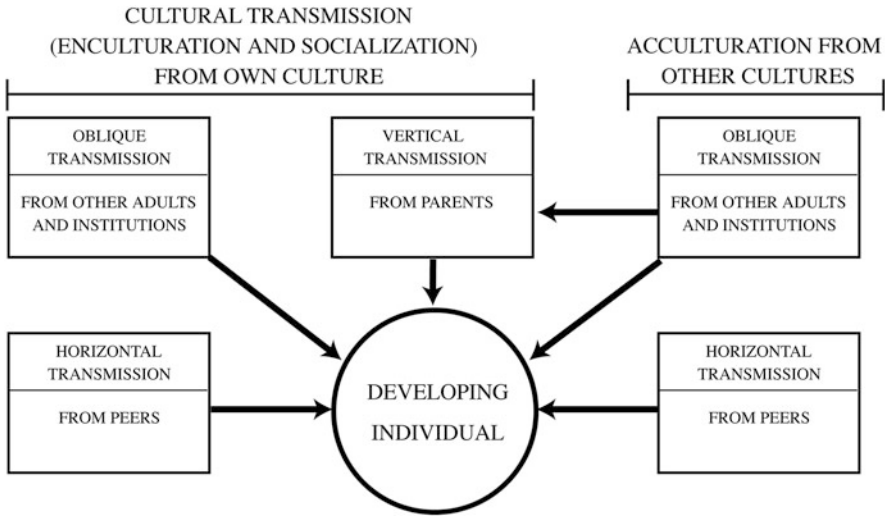 CULTURAL TRANSMISSION
(ENCULTURATION AND SOCIALIZATION)
FROM OWN CULTURE
ACCULTURATION FROM
OTHER CULTURES
OBLIQUE
TRANSMISSION
FROM OTHER ADULTS
AND INSTITUTIONS
VERTICAL
TRANSMISSION
FROM PARENTS
OBLIQUE
TRANSMISSION
FROM OTHER ADULTS
AND INSTITUTIONS
HORIZONTAL
TRANSMISSION
FROM PEERS
DEVELOPING
INDIVIDUAL
HORIZONTAL
TRANSMISSION
FROM PEERS